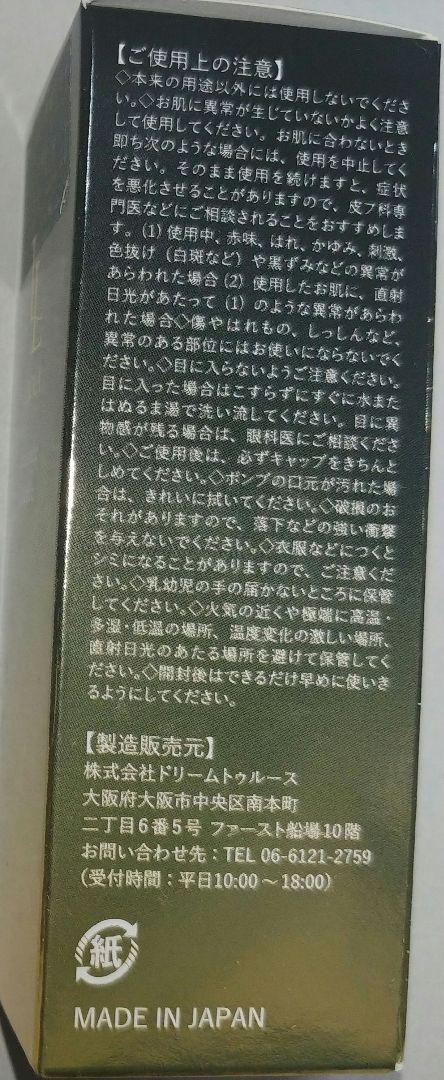 【ご使用上の注意】
◇本来の用途以外には使用しないでくださ
い。◇お肌に異常が生じていないかよく注意
して使用してください。お肌に合わないとき
即ち次のような場合には、使用を中止してく
ださい。そのまま使用を続けますと、症状
を悪化させることがありますので、皮フ科専
門医などにご相談されることをおすすめしま
す。(1) 使用中、赤味、はれ、かゆみ、刺激、
色抜け（白斑など）や黒ずみなどの異常が
あらわれた場合 (2) 使用したお肌に、直射
日光があたって (1) のような異常があらわ
れた場合◇傷やはれもの、しっしんなど、
異常のある部位にはお使いにならないでく
ださい。◇目に入らないようご注意ください。
目に入った場合はこすらずにすぐに水また
はぬるま湯で洗い流してください。目に異
物感が残る場合は、眼科医にご相談くださ
い。◇ご使用後は、必ずキャップをきちんと
しめてください。◇ポンプの口元が汚れた場
合は、きれいに拭いてください。◇破損のお
それがありますので、落下などの強い衝撃
を与えないでください。◇衣服などにつくと
シミになることがありますので、ご注意くだ
さい。◇乳幼児の手の届かないところに保管
してください。◇火気の近くや極端に高温・
多湿・低温の場所、温度変化の激しい場所、
直射日光のあたる場所を避けて保管してく
ださい。◇開封後はできるだけ早めに使いき
るようにしてください。
【製造販売元】
株式会社ドリームトゥルース
大阪府大阪市中央区南本町
二丁目6番5号 ファースト船場10階
お問い合わせ先：TEL 06-6121-2759
（受付時間：平日10:00～18:00）
紙
MADE IN JAPAN